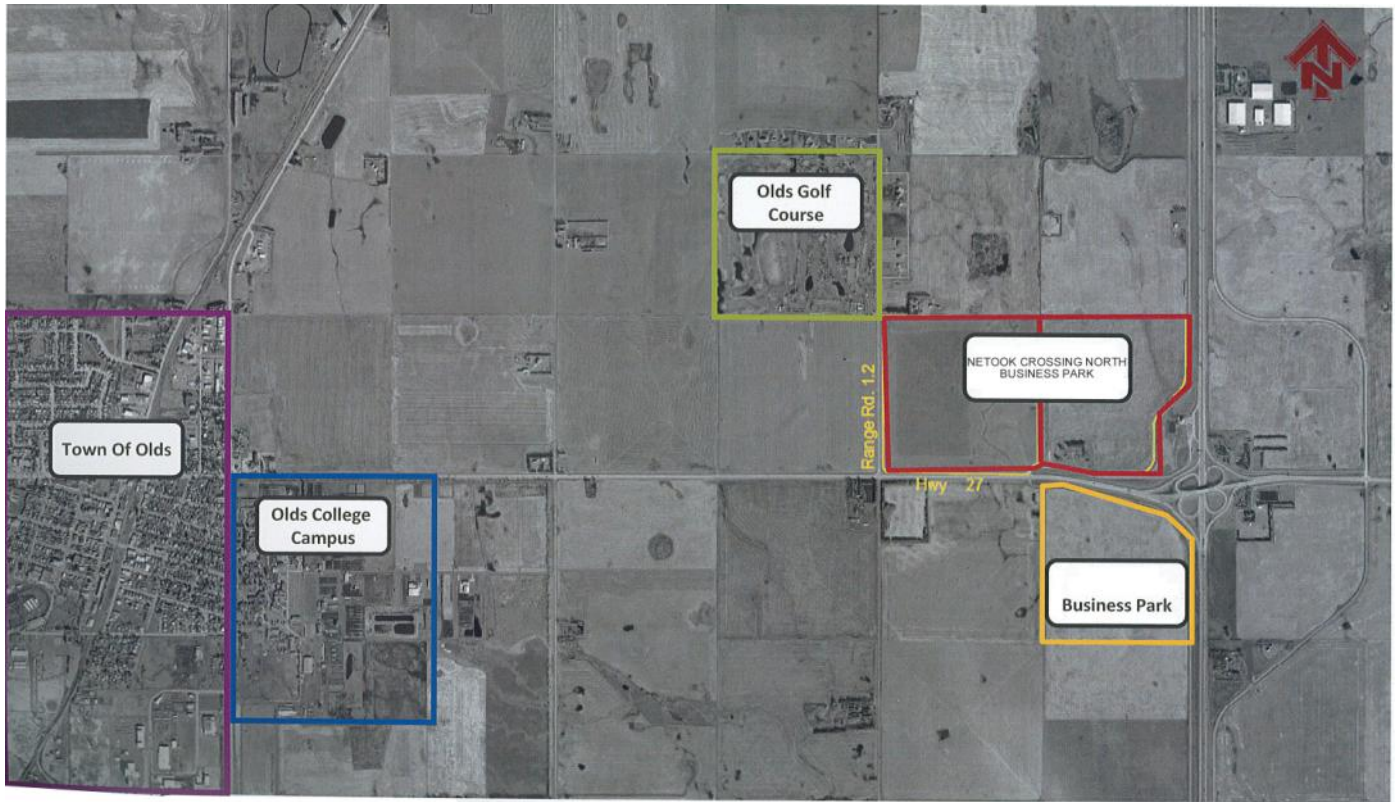 N
Olds Golf
Course
NETOOK CROSSING NORTH
BUSINESS PARK
Range Rd. 1.2
Town Of Olds
Hwy 27
Olds College
Campus
Business Park